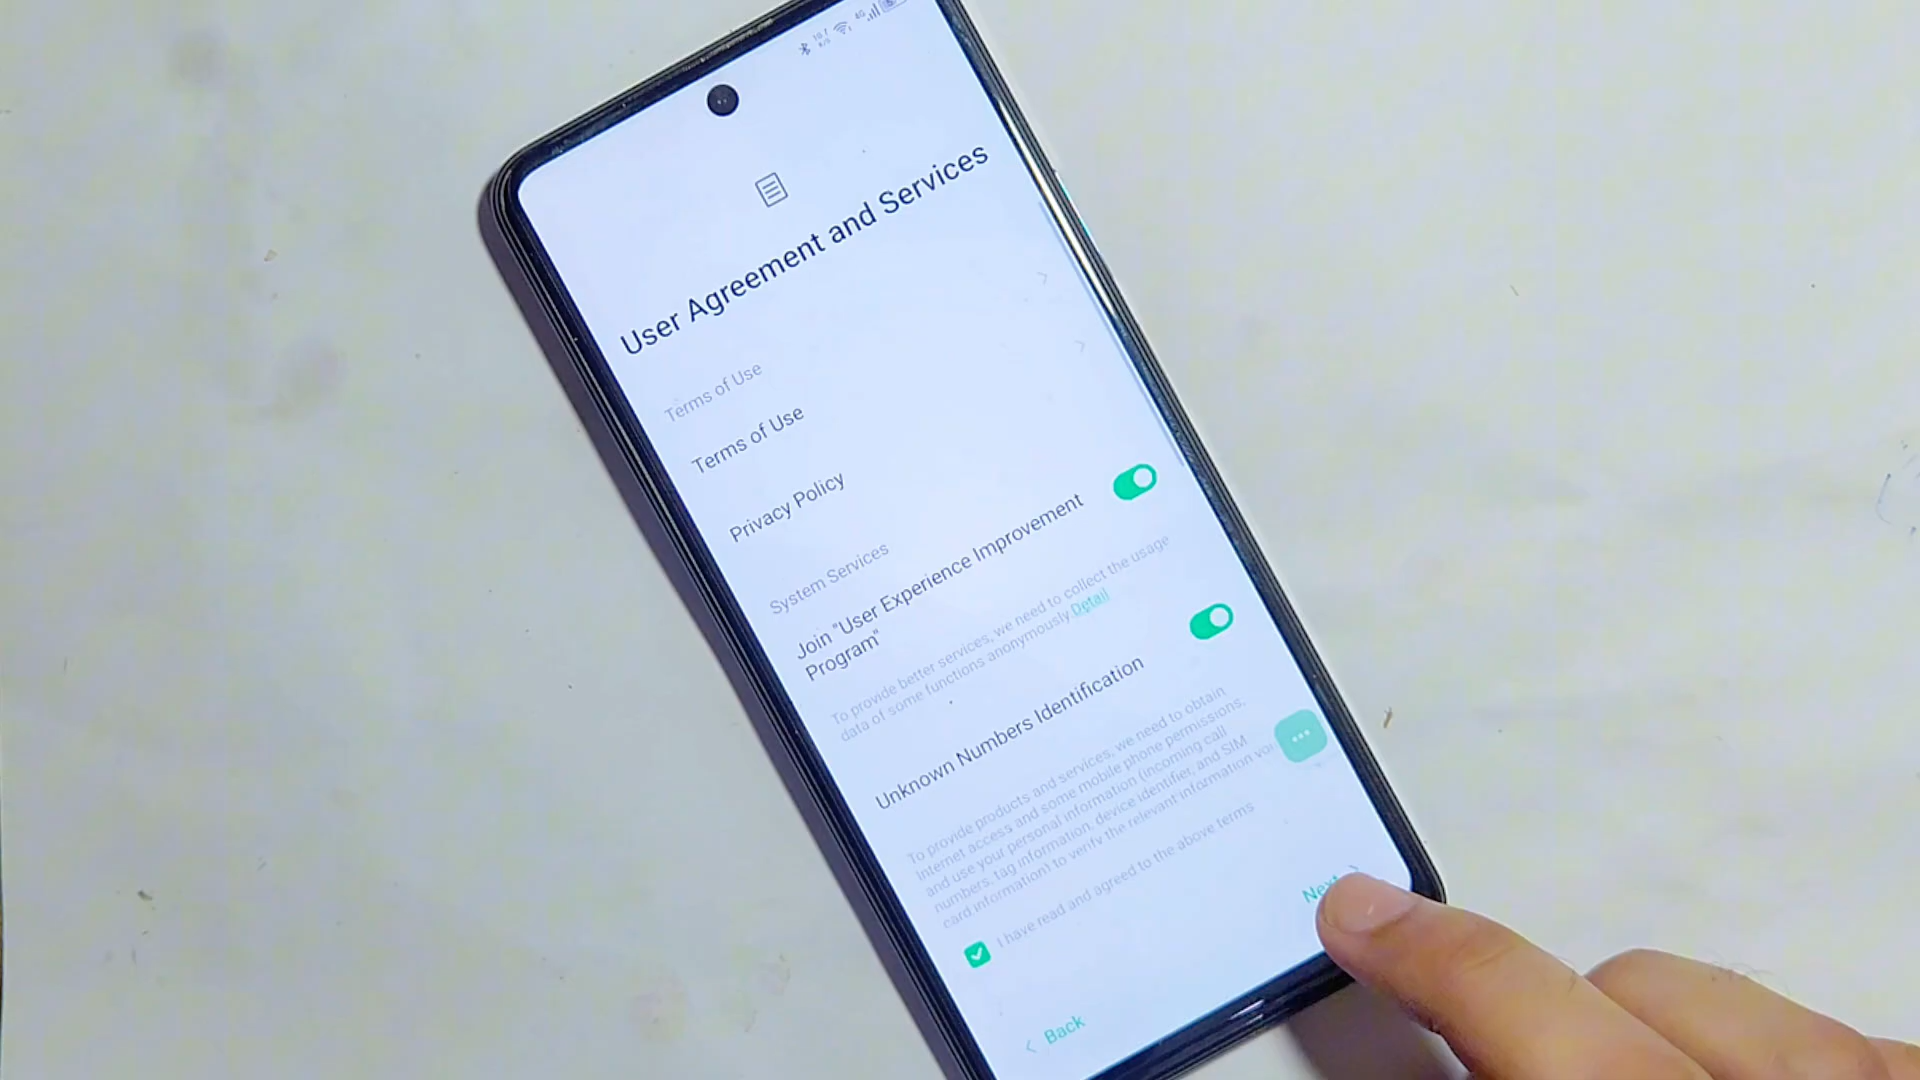 4G
User Agreement and Services
Terms of Use
Terms of Use
Privacy Policy
System Services
Join "User Experience Improvement
Program"
To provide better services, we need to collect the usage
data of some functions anonymously.Detail
Unknown Numbers Identification
To provide products and services, we need to obtain
Internet access and some mobile phone permissions,
and use your personal information (incoming call
numbers, tag information, device identifier, and SIM
card information) to verify the relevant information
I have read and agreed to the above terms
Next
Back